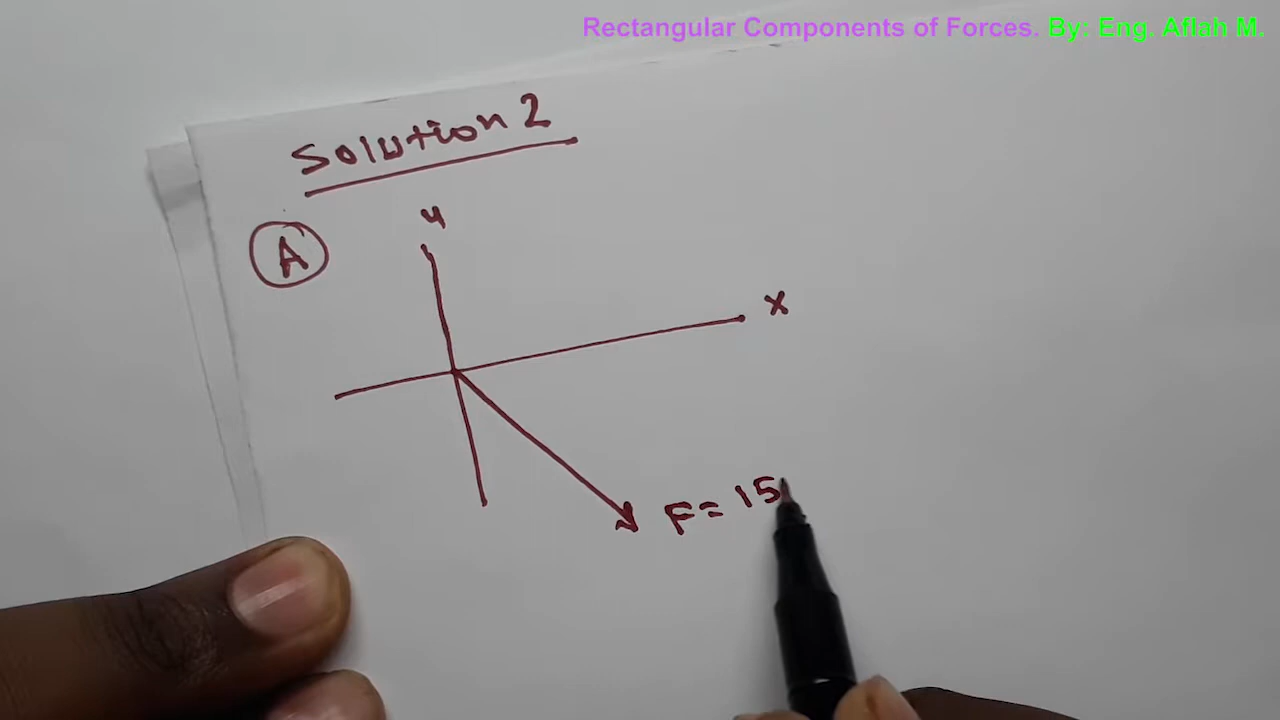 Rectangular Components of Forces. By: Eng. Aflah M.
Solution 2
A
y
x
F = 15